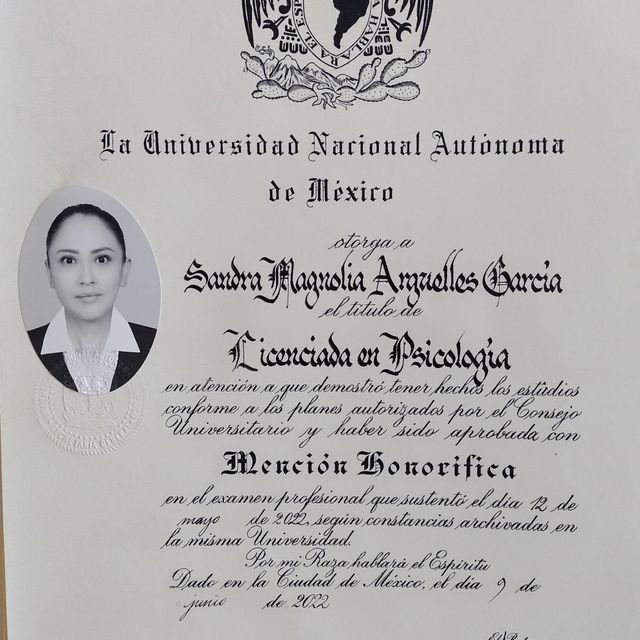 HABLARA EL ESP
La Universidad Nacional Autónoma
de México
otorga a
Sandra Magnolia Arguelles García
el título de
Licenciada en Psicología
en atención a que demostró tener hechos los estudios
conforme a los planes autorizados por el Consejo
Universitario y haber sido aprobada con
Mención Honorifica
en el examen profesional que sustentó el día 12 de
mayo de 2022, según constancias archivadas en
la misma Universidad.
Por mi Raza hablará el Espíritu
Dado en la Ciudad de México, el día 9 de
junio de 2022